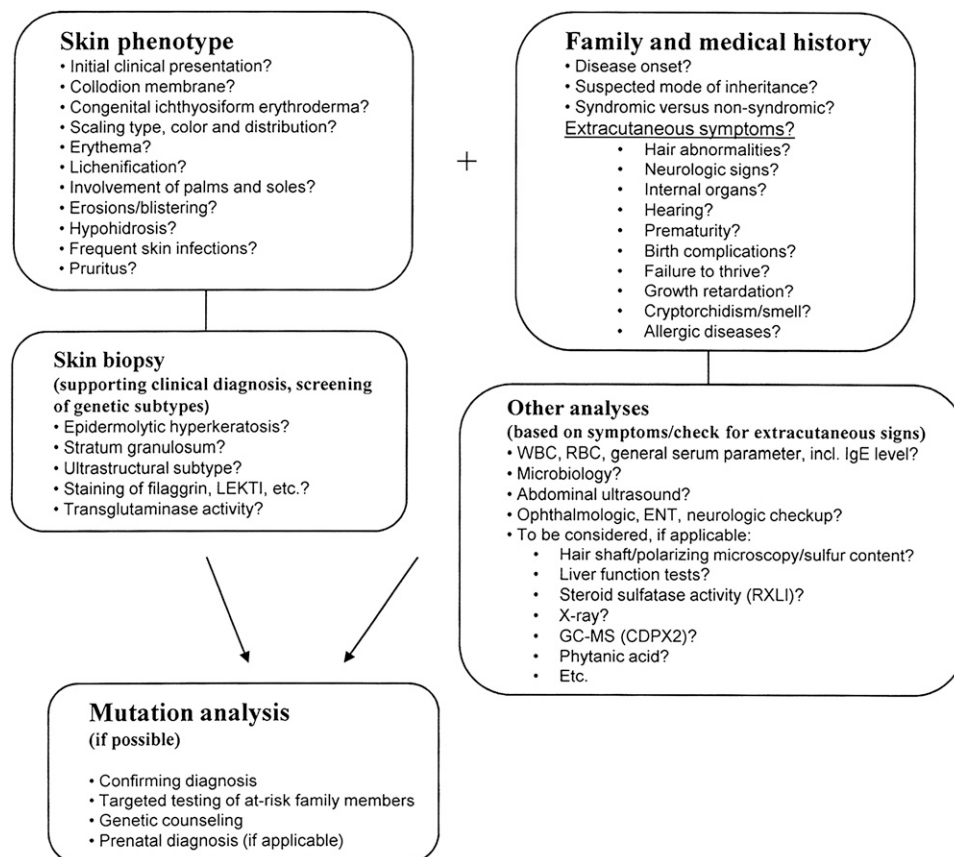 Skin phenotype
• Initial clinical presentation?
• Collodion membrane?
• Congenital ichthyosiform erythroderma?
• Scaling type, color and distribution?
• Erythema?
• Lichenification?
• Involvement of palms and soles?
• Erosions/blistering?
• Hypohidrosis?
• Frequent skin infections?
• Pruritus?
+
Family and medical history
• Disease onset?
• Suspected mode of inheritance?
• Syndromic versus non-syndromic?
Extracutaneous symptoms?
• Hair abnormalities?
• Neurologic signs?
• Internal organs?
• Hearing?
• Prematurity?
• Birth complications?
• Failure to thrive?
• Growth retardation?
• Cryptorchidism/smell?
• Allergic diseases?
Skin biopsy
(supporting clinical diagnosis, screening
of genetic subtypes)
• Epidermolytic hyperkeratosis?
• Stratum granulosum?
• Ultrastructural subtype?
• Staining of filaggrin, LEKTI, etc.?
• Transglutaminase activity?
Other analyses
(based on symptoms/check for extracutaneous signs)
• WBC, RBC, general serum parameter, incl. IgE level?
• Microbiology?
• Abdominal ultrasound?
• Ophthalmologic, ENT, neurologic checkup?
• To be considered, if applicable:
• Hair shaft/polarizing microscopy/sulfur content?
• Liver function tests?
• Steroid sulfatase activity (RXLI)?
• X-ray?
• GC-MS (CDPX2)?
• Phytanic acid?
• Etc.
Mutation analysis
(if possible)
• Confirming diagnosis
• Targeted testing of at-risk family members
• Genetic counseling
• Prenatal diagnosis (if applicable)